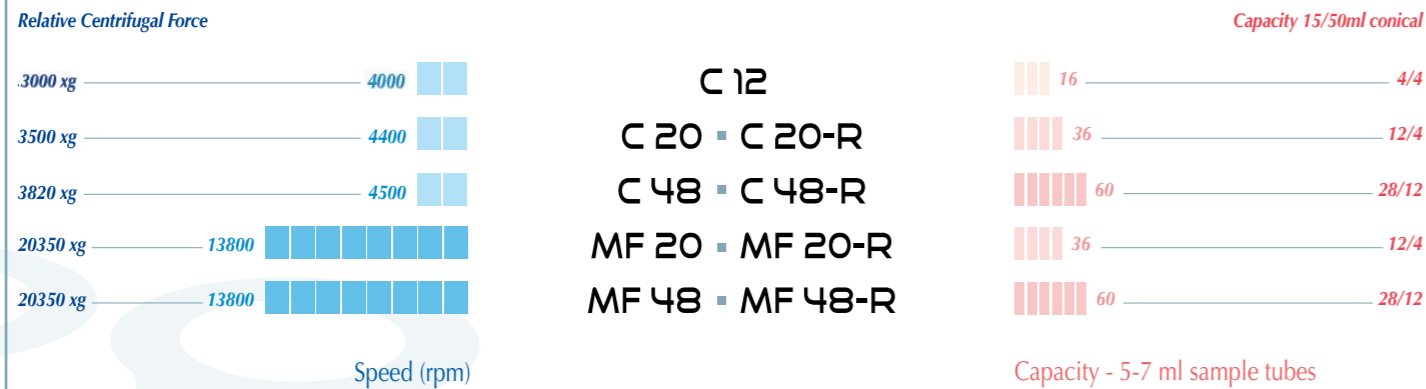 Relative Centrifugal Force Capacity 15/50ml conical
3000 xg 4000 C 12 16 4/4
3500 xg 4400 C 20 ▪ C 20-R 36 12/4
3820 xg 4500 C 48 ▪ C 48-R 60 28/12
20350 xg 13800 MF 20 ▪ MF 20-R 36 12/4
20350 xg 13800 MF 48 ▪ MF 48-R 60 28/12
Speed (rpm) Capacity - 5-7 ml sample tubes